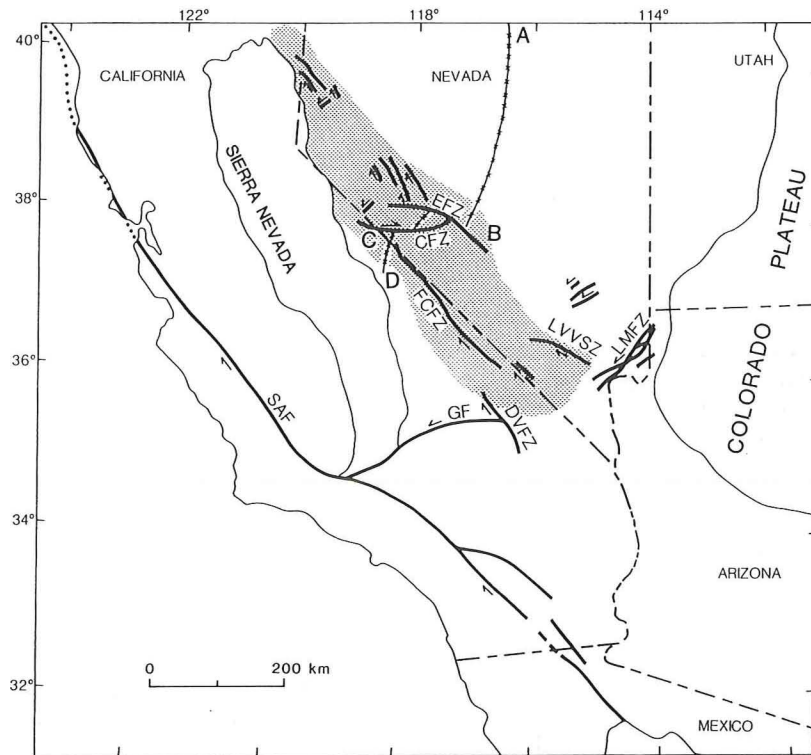 122° 118° 114°
40° A
CALIFORNIA NEVADA UTAH
SIERRA NEVADA
38°
EFZ
B
C CFZ
D
PLATEAU
FCFZ
LVVSZ
LMFZ
36°
COLORADO
SAF
GF
DVFZ
34°
ARIZONA
0 200 km
32°
MEXICO